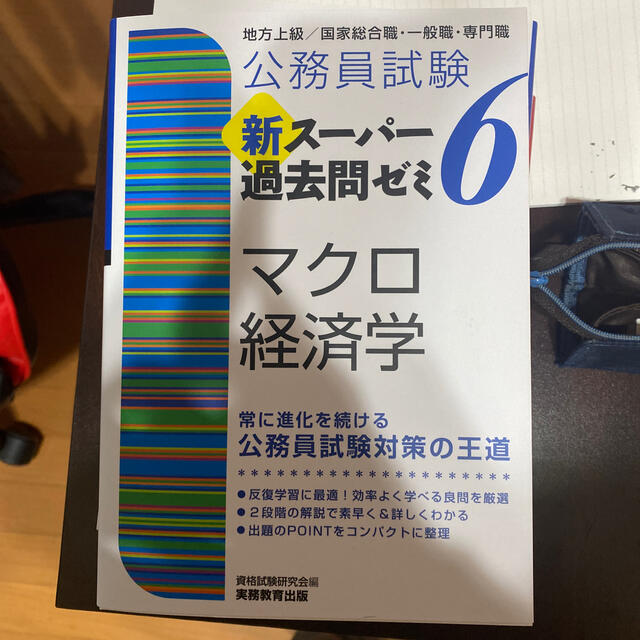 地方上級／国家総合職・一般職・専門職
公務員試験
新スーパー
過去問ゼミ6
マクロ
経済学
常に進化を続ける
公務員試験対策の王道
***********************
●反復学習に最適！効率よく学べる良問を厳選
●2段階の解説で素早く＆詳しくわかる
●出題のPOINTをコンパクトに整理
資格試験研究会編
実務教育出版